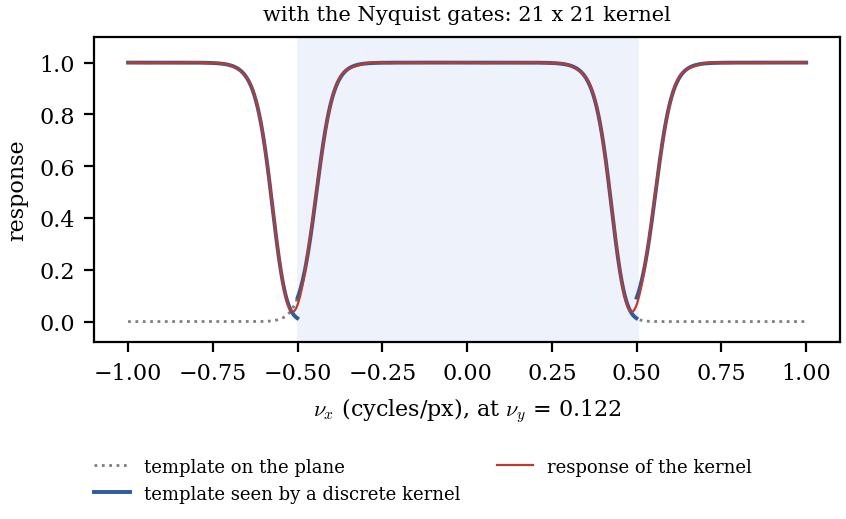 with the Nyquist gates: 21 x 21 kernel
response
1.0
0.8
0.6
0.4
0.2
0.0
−1.00 −0.75 −0.50 −0.25 0.00 0.25 0.50 0.75 1.00
νx (cycles/px), at νy = 0.122
template on the plane
template seen by a discrete kernel
response of the kernel